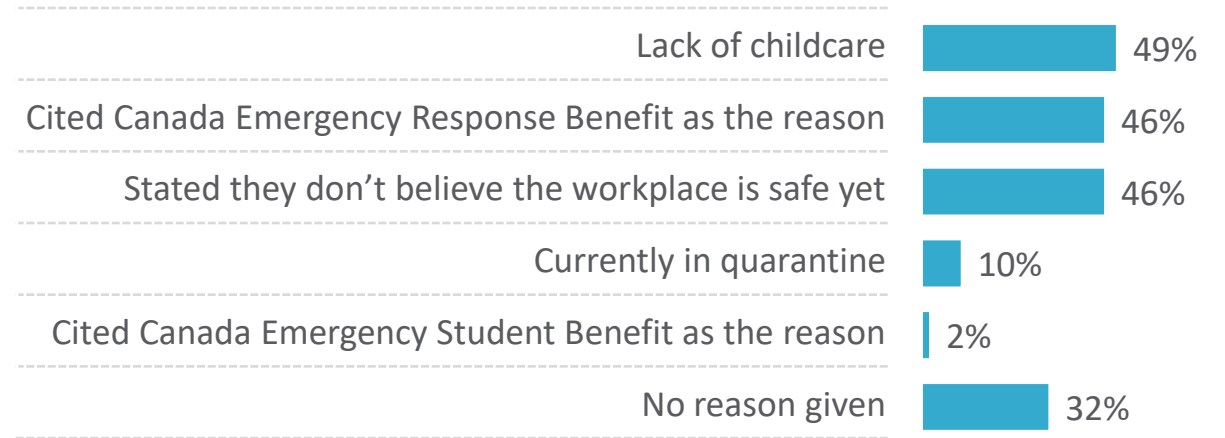 Lack of childcare 49%
Cited Canada Emergency Response Benefit as the reason 46%
Stated they don’t believe the workplace is safe yet 46%
Currently in quarantine 10%
Cited Canada Emergency Student Benefit as the reason 2%
No reason given 32%